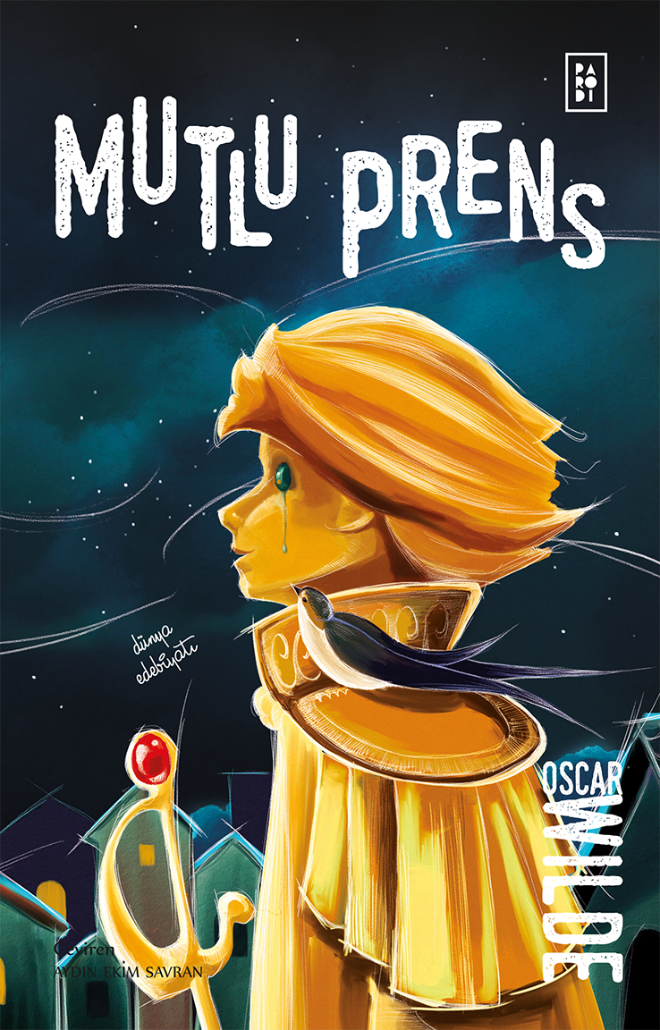 PA
RO
DI
MUTLU PRENS
dünya
edebiyatı
OSCAR
WILDE
Çeviren
AYDIN EKİM SAVRAN